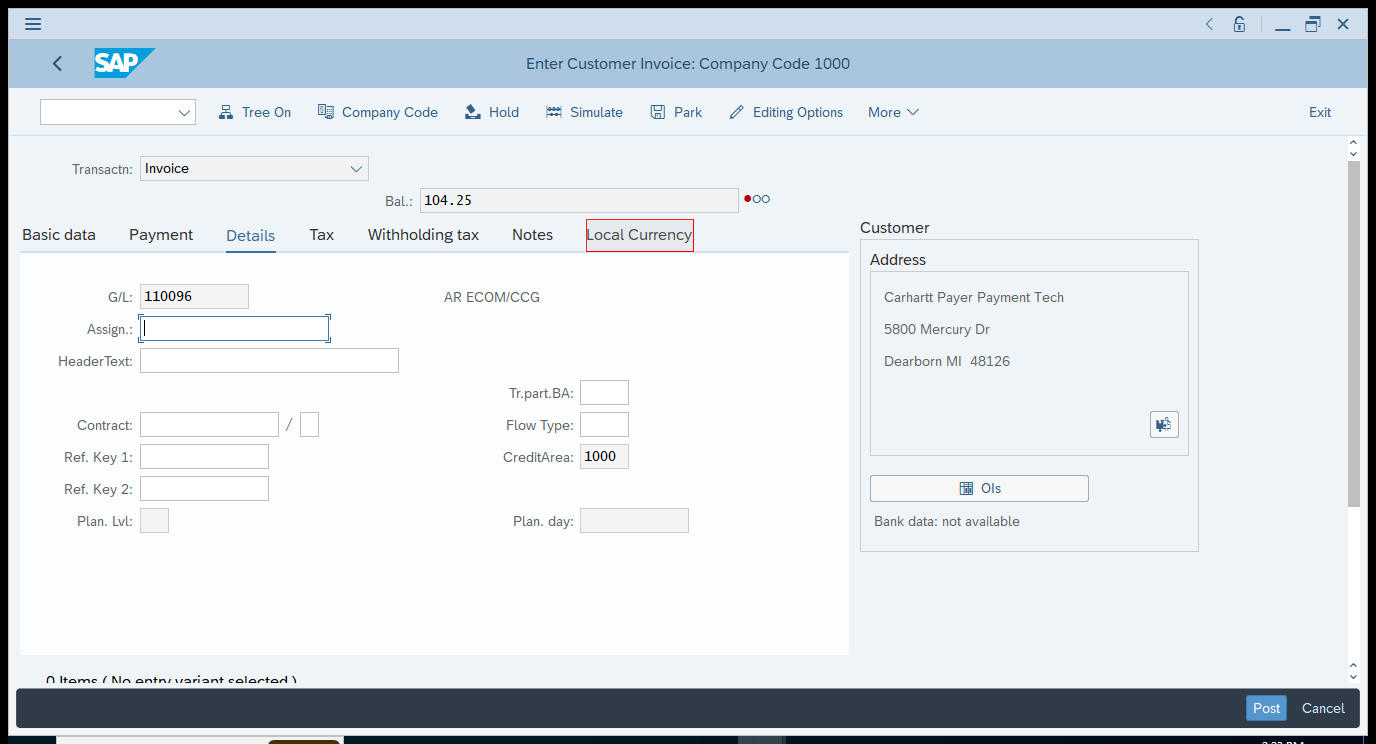 SAP
Enter Customer Invoice: Company Code 1000
Tree On Company Code Hold Simulate Park Editing Options More Exit
Transactn: Invoice
Bal.: 104.25
Basic data Payment Details Tax Withholding tax Notes Local Currency
G/L: 110096 AR ECOM/CCG
Assign.:
HeaderText:
Tr.part.BA:
Contract: / Flow Type:
Ref. Key 1: CreditArea: 1000
Ref. Key 2:
Plan. Lvl: Plan. day:
Customer
Address
Carhartt Payer Payment Tech
5800 Mercury Dr
Dearborn MI 48126
OIs
Bank data: not available
0 Items ( No entry variant selected )
Post Cancel